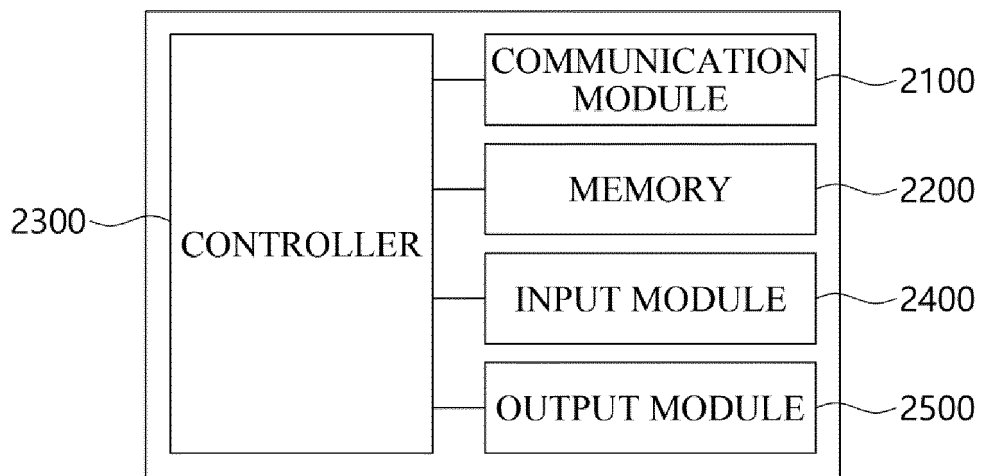 COMMUNICATION
MODULE
2100
MEMORY
2200
2300
CONTROLLER
INPUT MODULE
2400
OUTPUT MODULE
2500